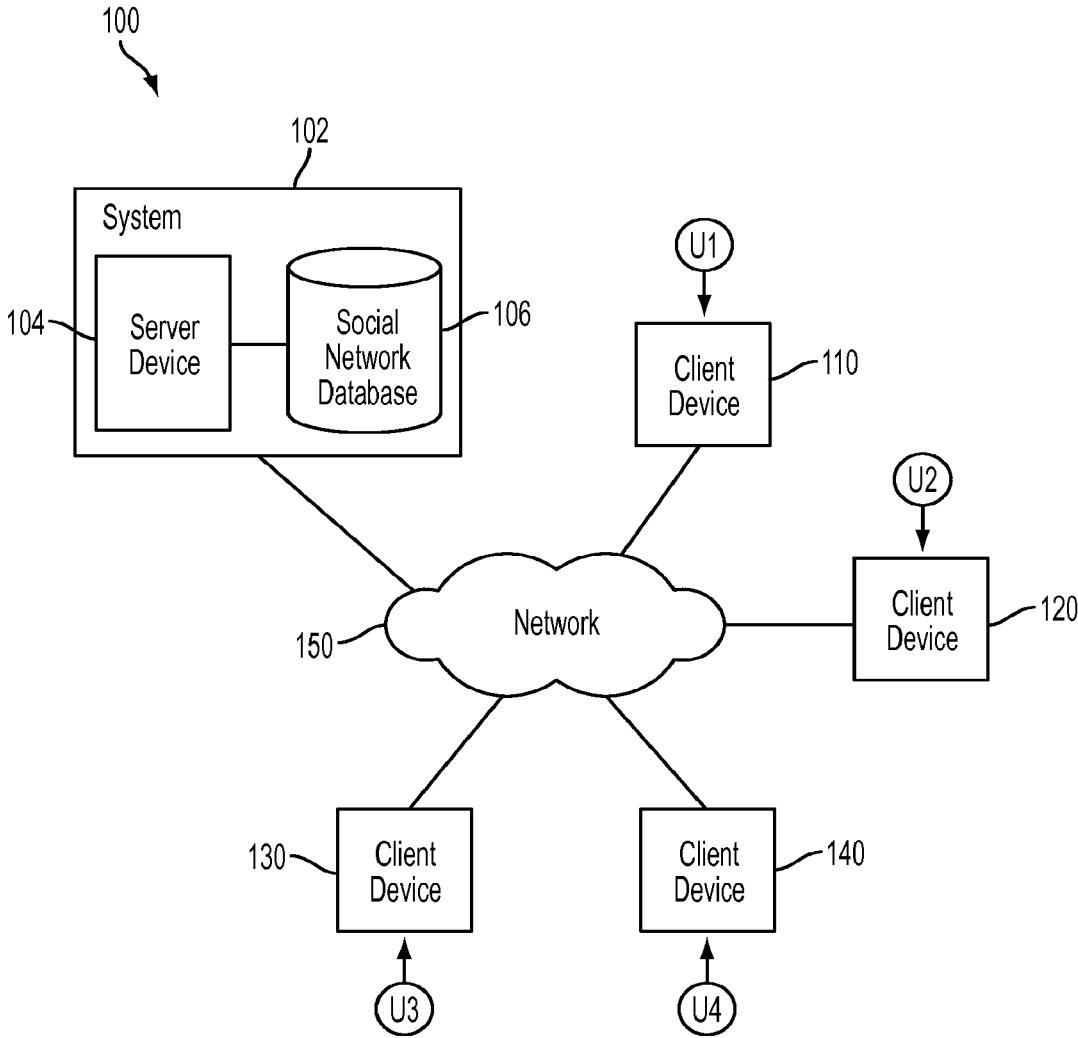 100
102
System
104
Server
Device
Social
Network
Database
106
U1
Client
Device
110
U2
Client
Device
120
150
Network
130
Client
Device
Client
Device
140
U3
U4